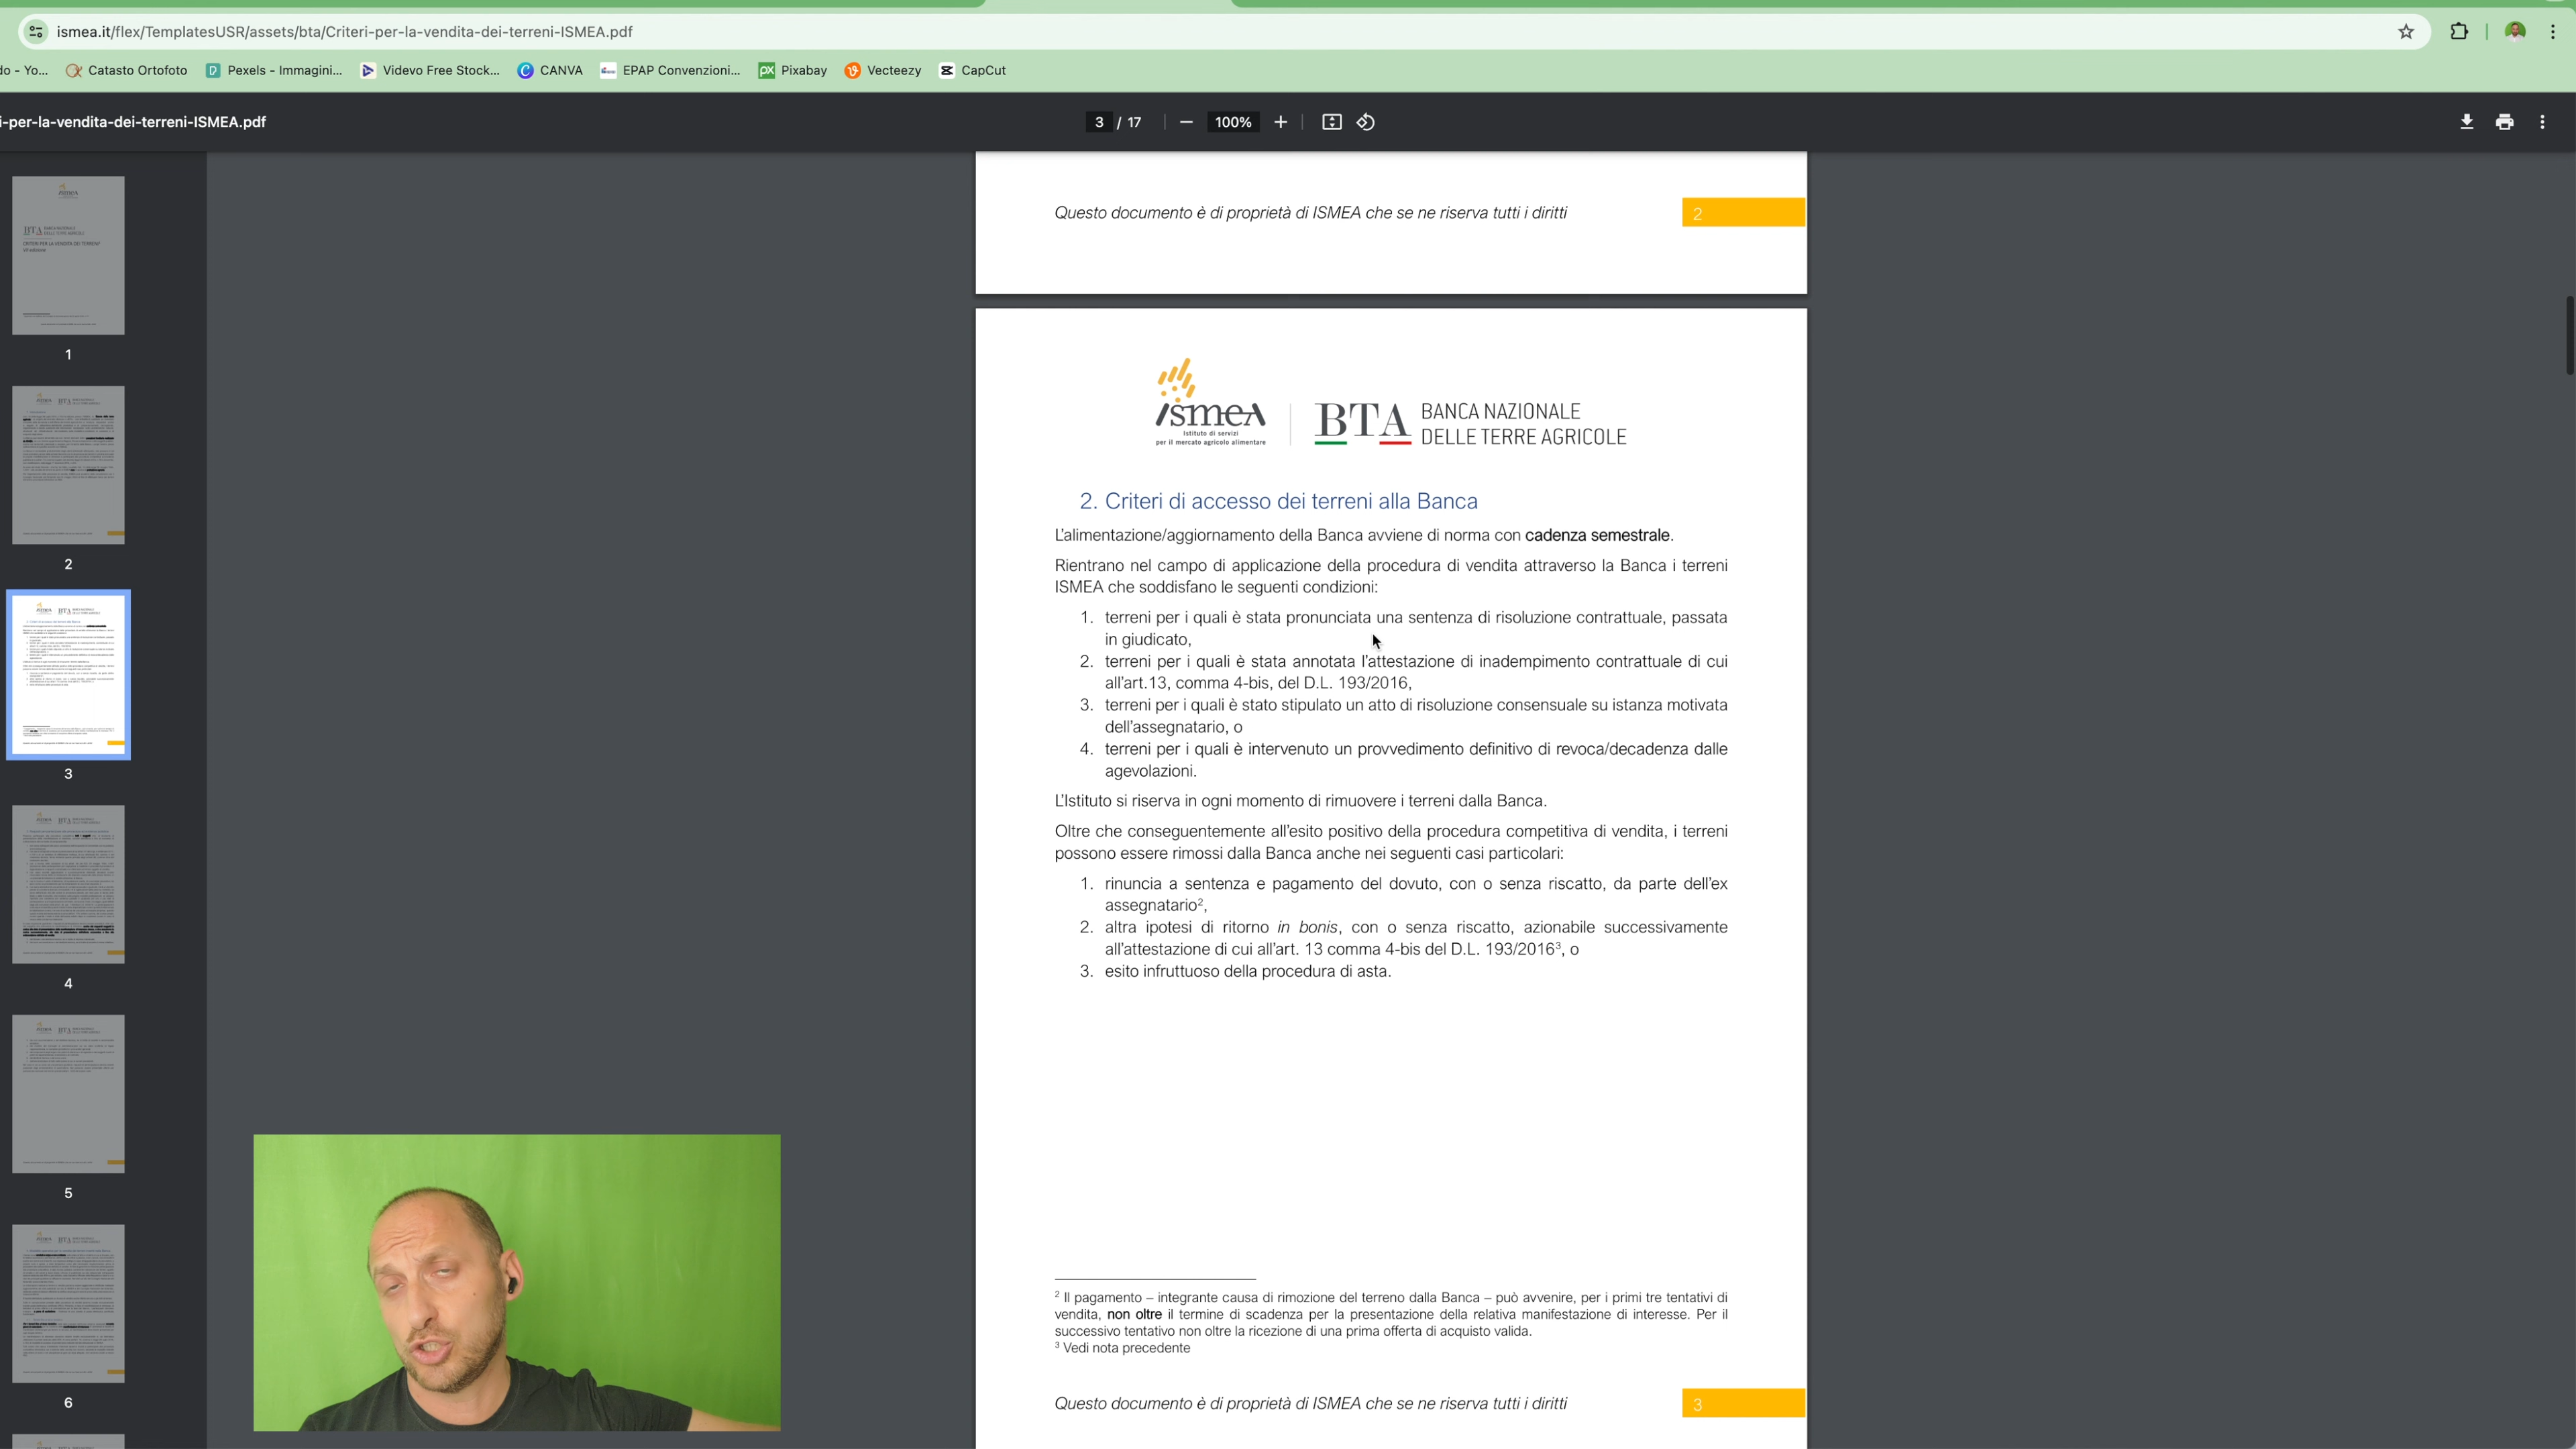 ismea.it/flex/TemplatesUSR/assets/bta/Criteri-per-la-vendita-dei-terreni-ISMEA.pdf
do - Yo...
Catasto Ortofoto
Pexels - Immagini...
Videvo Free Stock...
CANVA
EPAP Convenzioni...
Pixabay
Vecteezy
CapCut
i-per-la-vendita-dei-terreni-ISMEA.pdf
3 / 17
100%
1
2
3
4
5
6
Questo documento è di proprietà di ISMEA che se ne riserva tutti i diritti
2
ismeA
Istituto di servizi
per il mercato agricolo alimentare
BTA
BANCA NAZIONALE
DELLE TERRE AGRICOLE
2. Criteri di accesso dei terreni alla Banca
L'alimentazione/aggiornamento della Banca avviene di norma con cadenza semestrale.
Rientrano nel campo di applicazione della procedura di vendita attraverso la Banca i terreni
ISMEA che soddisfano le seguenti condizioni:
1. terreni per i quali è stata pronunciata una sentenza di risoluzione contrattuale, passata
in giudicato,
2. terreni per i quali è stata annotata l'attestazione di inadempimento contrattuale di cui
all'art.13, comma 4-bis, del D.L. 193/2016,
3. terreni per i quali è stato stipulato un atto di risoluzione consensuale su istanza motivata
dell'assegnatario, o
4. terreni per i quali è intervenuto un provvedimento definitivo di revoca/decadenza dalle
agevolazioni.
L'Istituto si riserva in ogni momento di rimuovere i terreni dalla Banca.
Oltre che conseguentemente all'esito positivo della procedura competitiva di vendita, i terreni
possono essere rimossi dalla Banca anche nei seguenti casi particolari:
1. rinuncia a sentenza e pagamento del dovuto, con o senza riscatto, da parte dell'ex
assegnatario²,
2. altra ipotesi di ritorno in bonis, con o senza riscatto, azionabile successivamente
all'attestazione di cui all'art. 13 comma 4-bis del D.L. 193/2016³, o
3. esito infruttuoso della procedura di asta.
² Il pagamento – integrante causa di rimozione del terreno dalla Banca – può avvenire, per i primi tre tentativi di
vendita, non oltre il termine di scadenza per la presentazione della relativa manifestazione di interesse. Per il
successivo tentativo non oltre la ricezione di una prima offerta di acquisto valida.
³ Vedi nota precedente
Questo documento è di proprietà di ISMEA che se ne riserva tutti i diritti
3